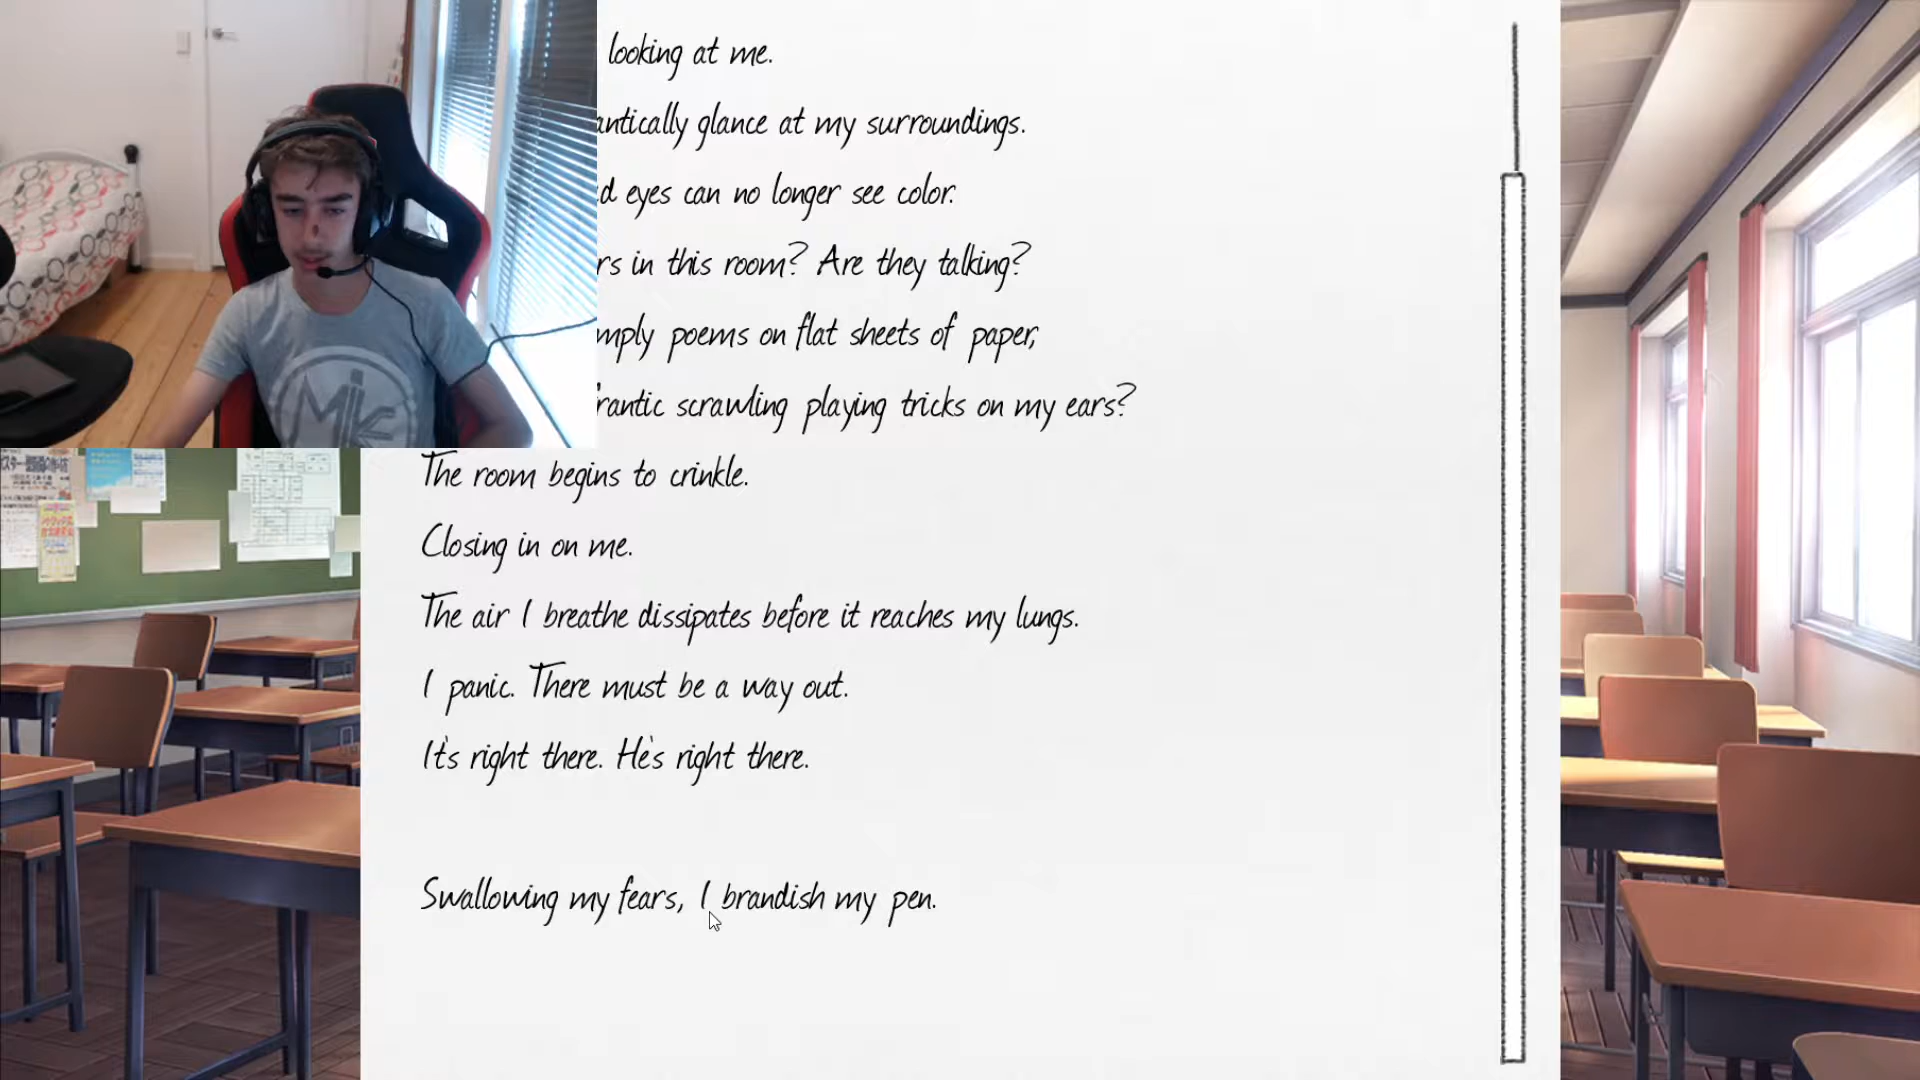 looking at me.
antically glance at my surroundings.
d eyes can no longer see color.
rs in this room? Are they talking?
mply poems on flat sheets of paper,
frantic scrawling playing tricks on my ears?
The room begins to crinkle.
Closing in on me.
The air I breathe dissipates before it reaches my lungs.
I panic. There must be a way out.
It's right there. He's right there.
Swallowing my fears, I brandish my pen.